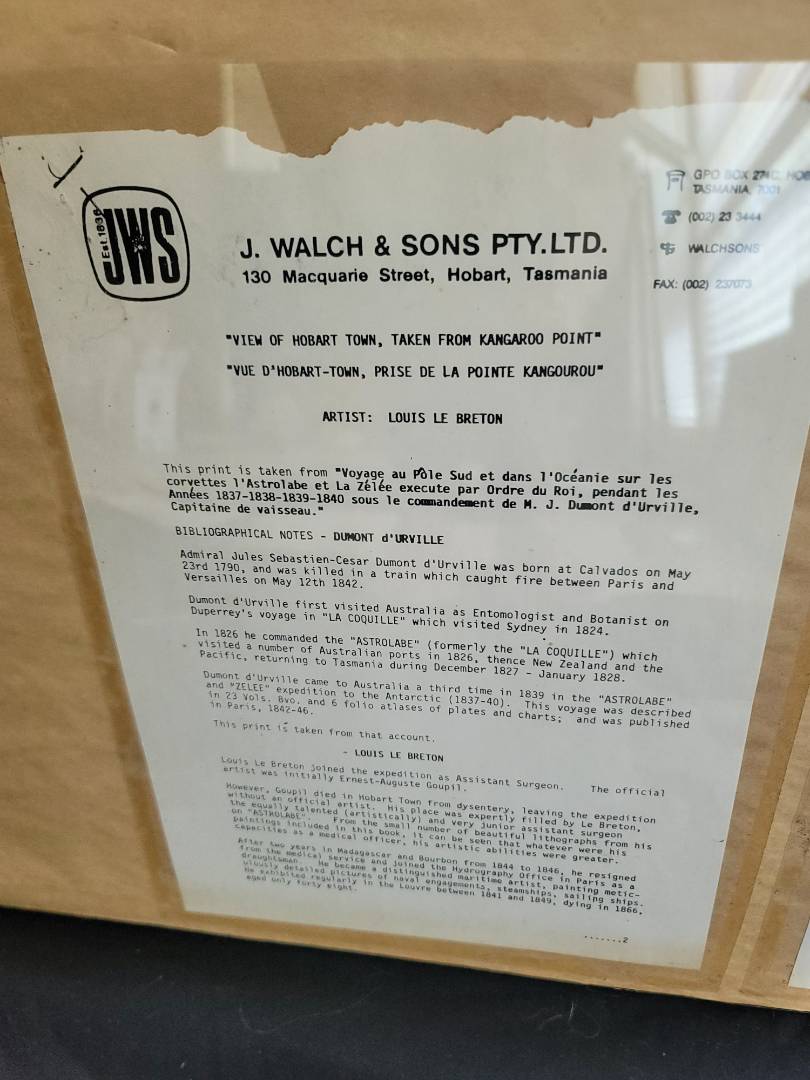 Est.1836
JWS
J. WALCH & SONS PTY.LTD.
130 Macquarie Street, Hobart, Tasmania
GPO BOX HOB
TASMANIA, 7001
(002) 23 3444
WALCHSONS
FAX: (002) 237073
"VIEW OF HOBART TOWN, TAKEN FROM KANGAROO POINT"
"VUE D'HOBART-TOWN, PRISE DE LA POINTE KANGOUROU"
ARTIST: LOUIS LE BRETON
This print is taken from "Voyage au Pôle Sud et dans l'Océanie sur les
corvettes l'Astrolabe et La Zélée execute par Ordre du Roi, pendant les
Années 1837-1838-1839-1840 sous le commandement de M. J. Dumont d'Urville,
Capitaine de vaisseau."
BIBLIOGRAPHICAL NOTES - DUMONT d'URVILLE
Admiral Jules Sebastien-Cesar Dumont d'Urville was born at Calvados on May
23rd 1790, and was killed in a train which caught fire between Paris and
Versailles on May 12th 1842.
Dumont d'Urville first visited Australia as Entomologist and Botanist on
Duperrey's voyage in "LA COQUILLE" which visited Sydney in 1824.
In 1826 he commanded the "ASTROLABE" (formerly the "LA COQUILLE") which
visited a number of Australian ports in 1826, thence New Zealand and the
Pacific, returning to Tasmania during December 1827 - January 1828.
Dumont d'Urville came to Australia a third time in 1839 in the "ASTROLABE"
and "ZELEE" expedition to the Antarctic (1837-40). This voyage was described
in 23 Vols. 8vo. and 6 folio atlases of plates and charts; and was published
in Paris, 1842-46.
This print is taken from that account.
- LOUIS LE BRETON
Louis Le Breton joined the expedition as Assistant Surgeon. The official
artist was initially Ernest-Auguste Goupil.
However, Goupil died in Hobart Town from dysentery, leaving the expedition
without an official artist. His place was expertly filled by Le Breton,
the equally talented (artistically) and very junior assistant surgeon
on "ASTROLABE". From the small number of beautiful lithographs from his
paintings included in this book, it can be seen that whatever were his
capacities as a medical officer, his artistic abilities were greater.
After two years in Madagascar and Bourbon from 1844 to 1846, he resigned
from the medical service and joined the Hydrography Office in Paris as a
draughtsman. He became a distinguished maritime artist, painting metic-
ulously detailed pictures of naval engagements, steamships, sailing ships.
He exhibited regularly in the Louvre between 1841 and 1849, dying in 1866,
aged only forty eight.
.......2